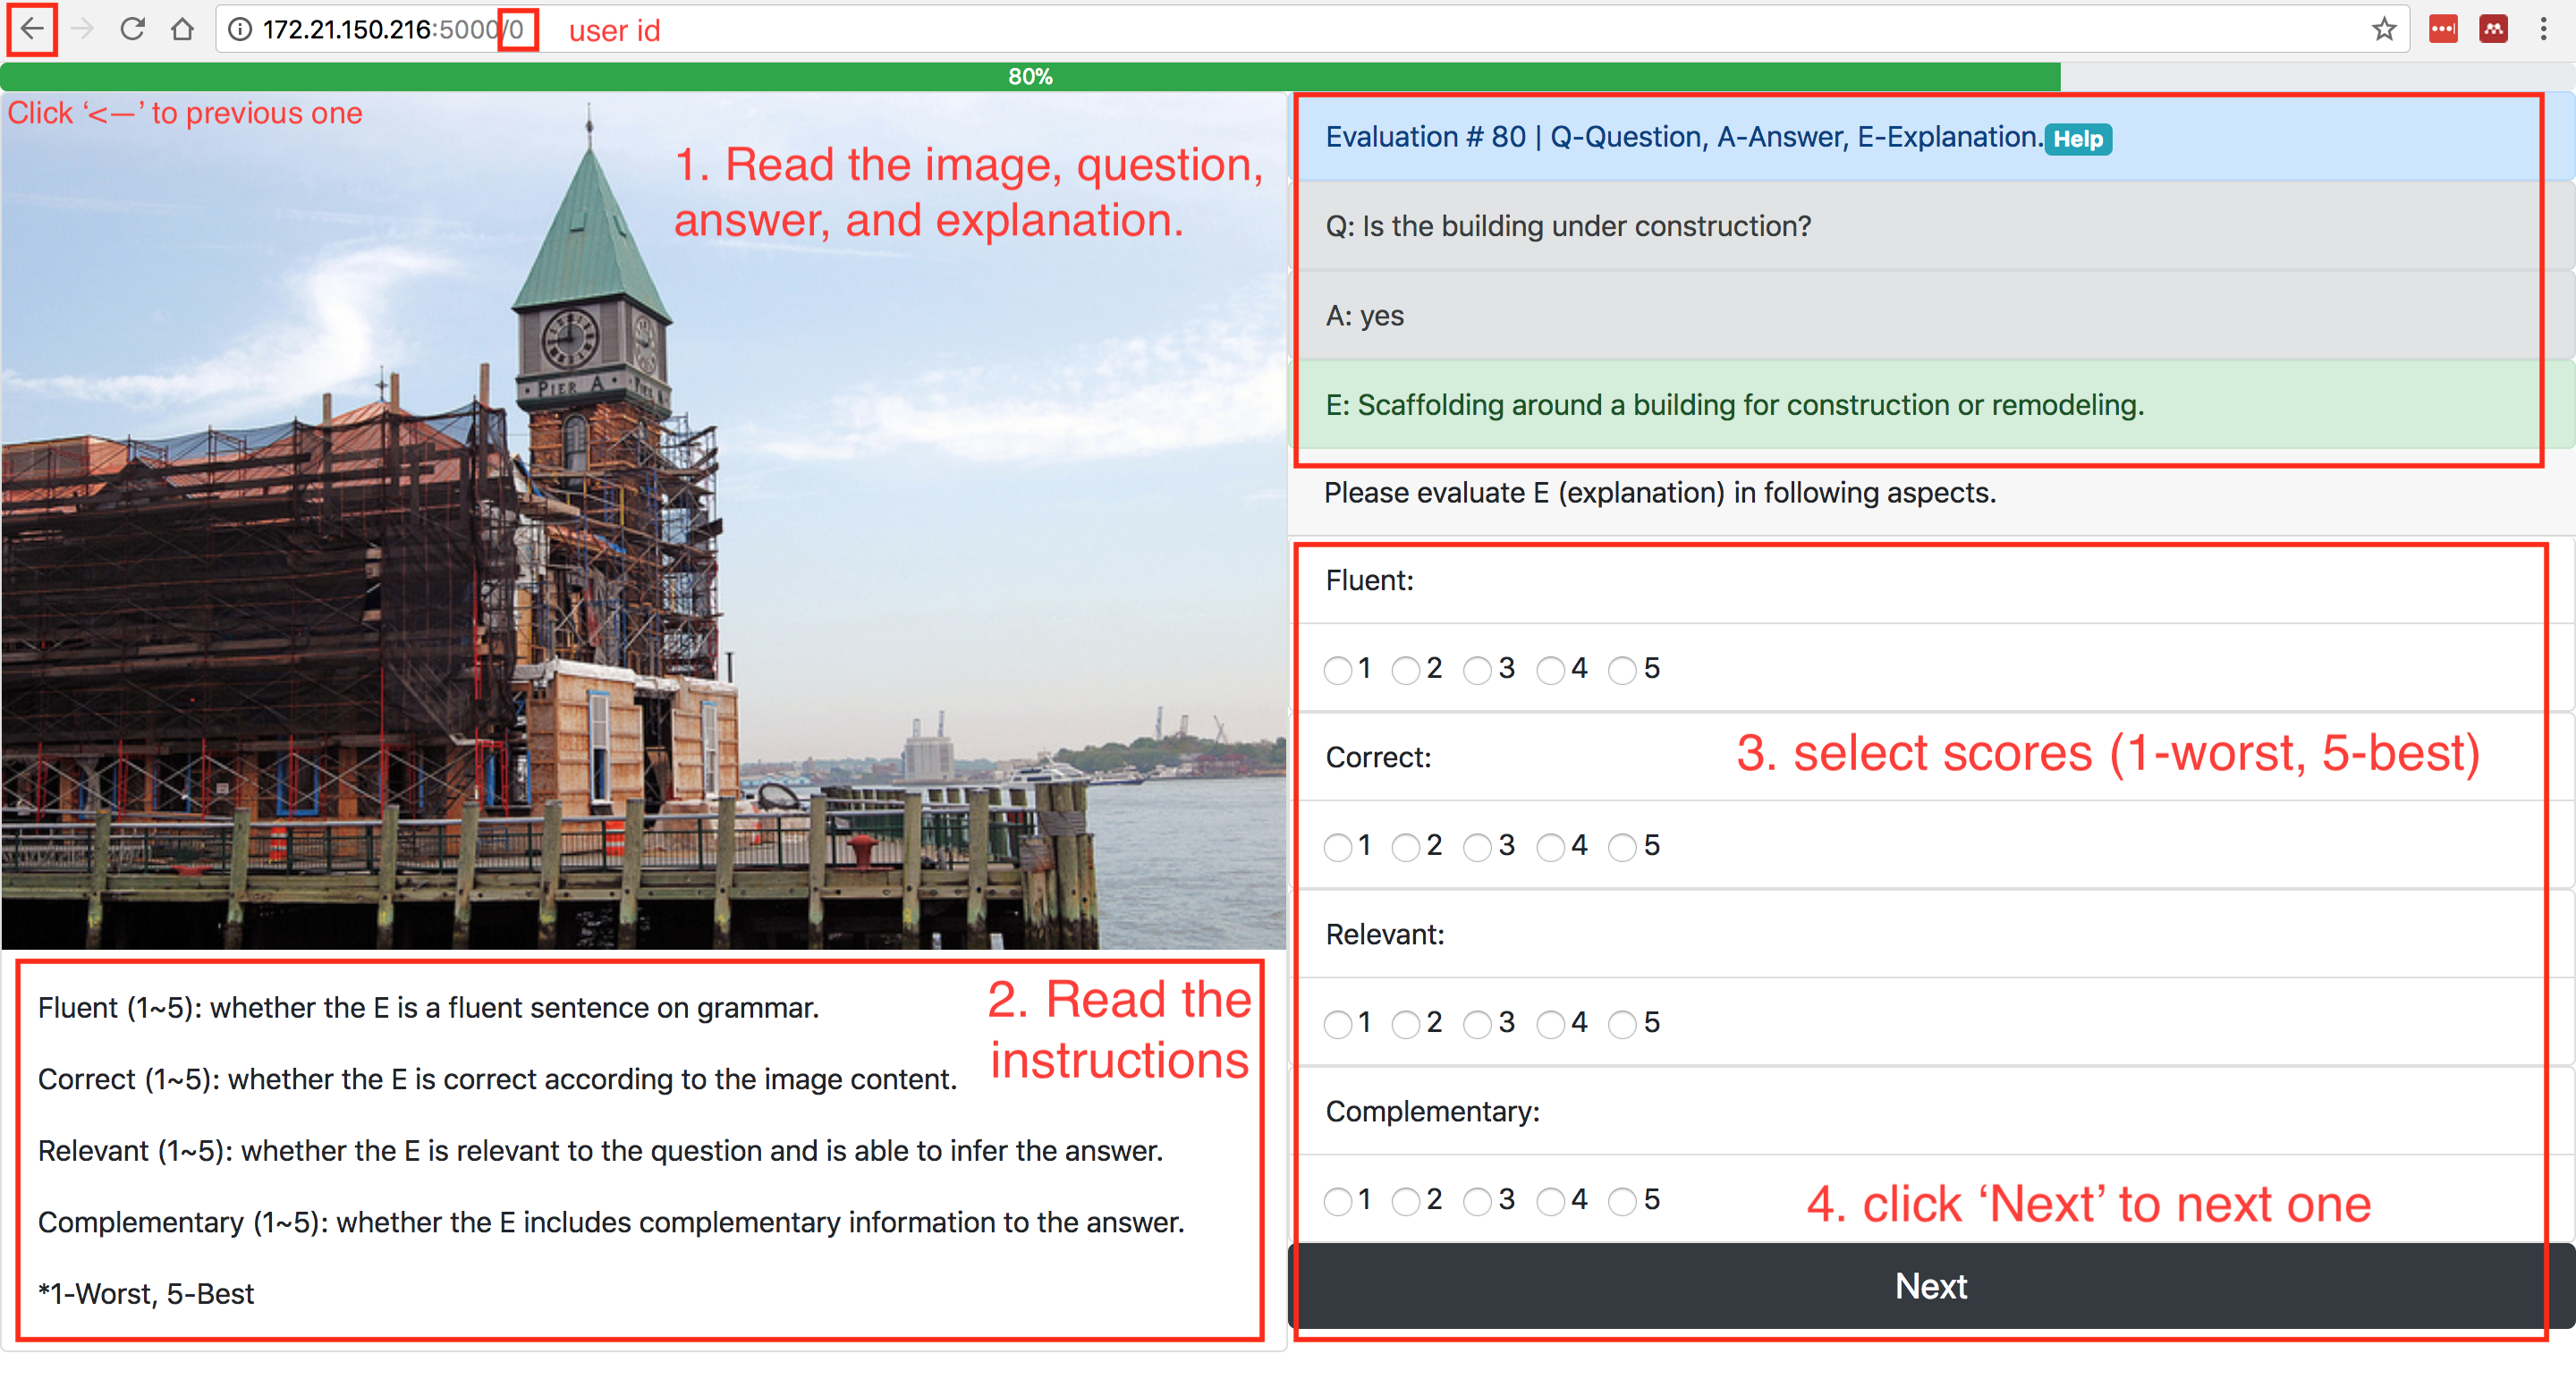 172.21.150.216:5000/0
user id
80%
Click ‘<—’ to previous one
1. Read the image, question,
answer, and explanation.
PIER A
Evaluation # 80 | Q-Question, A-Answer, E-Explanation. Help
Q: Is the building under construction?
A: yes
E: Scaffolding around a building for construction or remodeling.
Please evaluate E (explanation) in following aspects.
Fluent:
1 2 3 4 5
Correct:
3. select scores (1-worst, 5-best)
1 2 3 4 5
Relevant:
1 2 3 4 5
Complementary:
1 2 3 4 5
4. click ‘Next’ to next one
Next
2. Read the
instructions
Fluent (1~5): whether the E is a fluent sentence on grammar.
Correct (1~5): whether the E is correct according to the image content.
Relevant (1~5): whether the E is relevant to the question and is able to infer the answer.
Complementary (1~5): whether the E includes complementary information to the answer.
*1-Worst, 5-Best